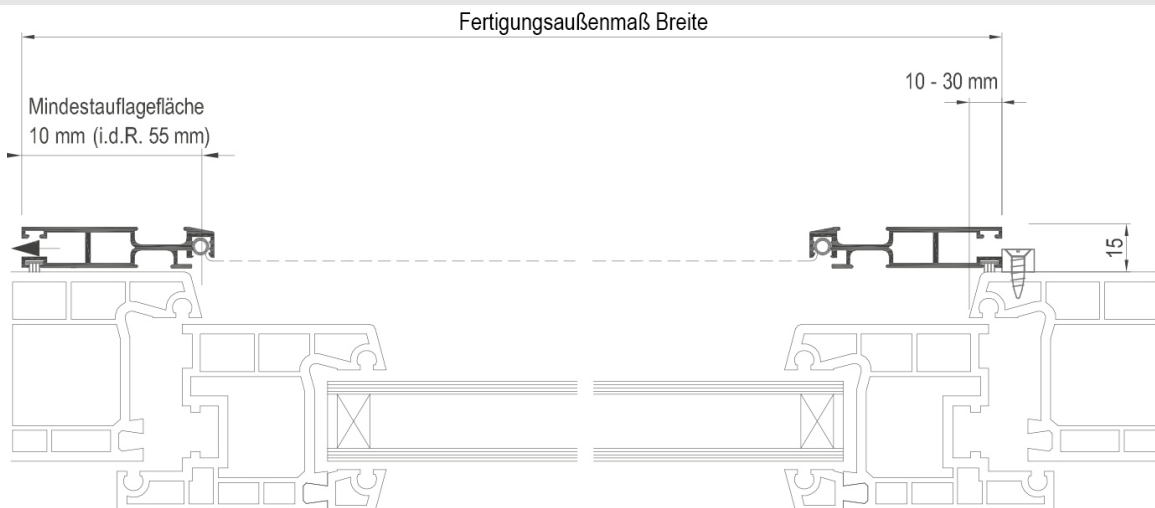 Fertigungsaußenmaß Breite
10 - 30 mm
Mindestauflagefläche
10 mm (i.d.R. 55 mm)
15